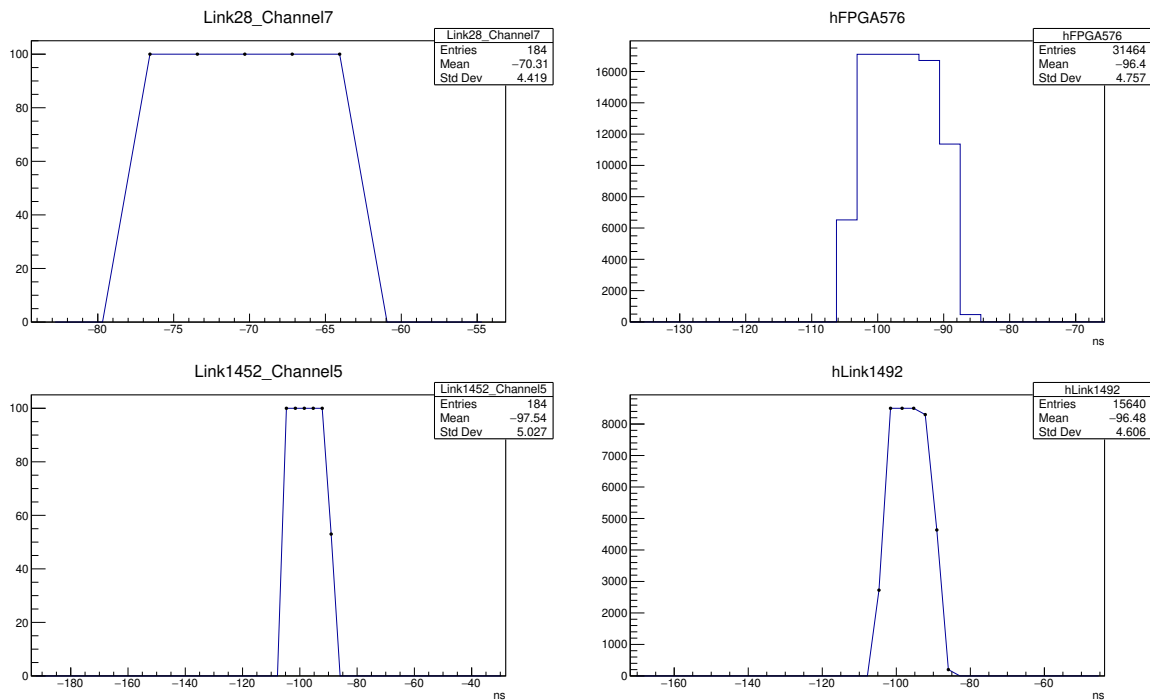 Link28_Channel7
Link28_Channel7
Entries 184
Mean −70.31
Std Dev 4.419
100
80
60
40
20
0
−80 −75 −70 −65 −60 −55
hFPGA576
hFPGA576
Entries 31464
Mean −96.4
Std Dev 4.757
16000
14000
12000
10000
8000
6000
4000
2000
0
−130 −120 −110 −100 −90 −80 −70
ns
Link1452_Channel5
Link1452_Channel5
Entries 184
Mean −97.54
Std Dev 5.027
100
80
60
40
20
0
−180 −160 −140 −120 −100 −80 −60 −40
ns
hLink1492
hLink1492
Entries 15640
Mean −96.48
Std Dev 4.606
8000
7000
6000
5000
4000
3000
2000
1000
0
−160 −140 −120 −100 −80 −60
ns